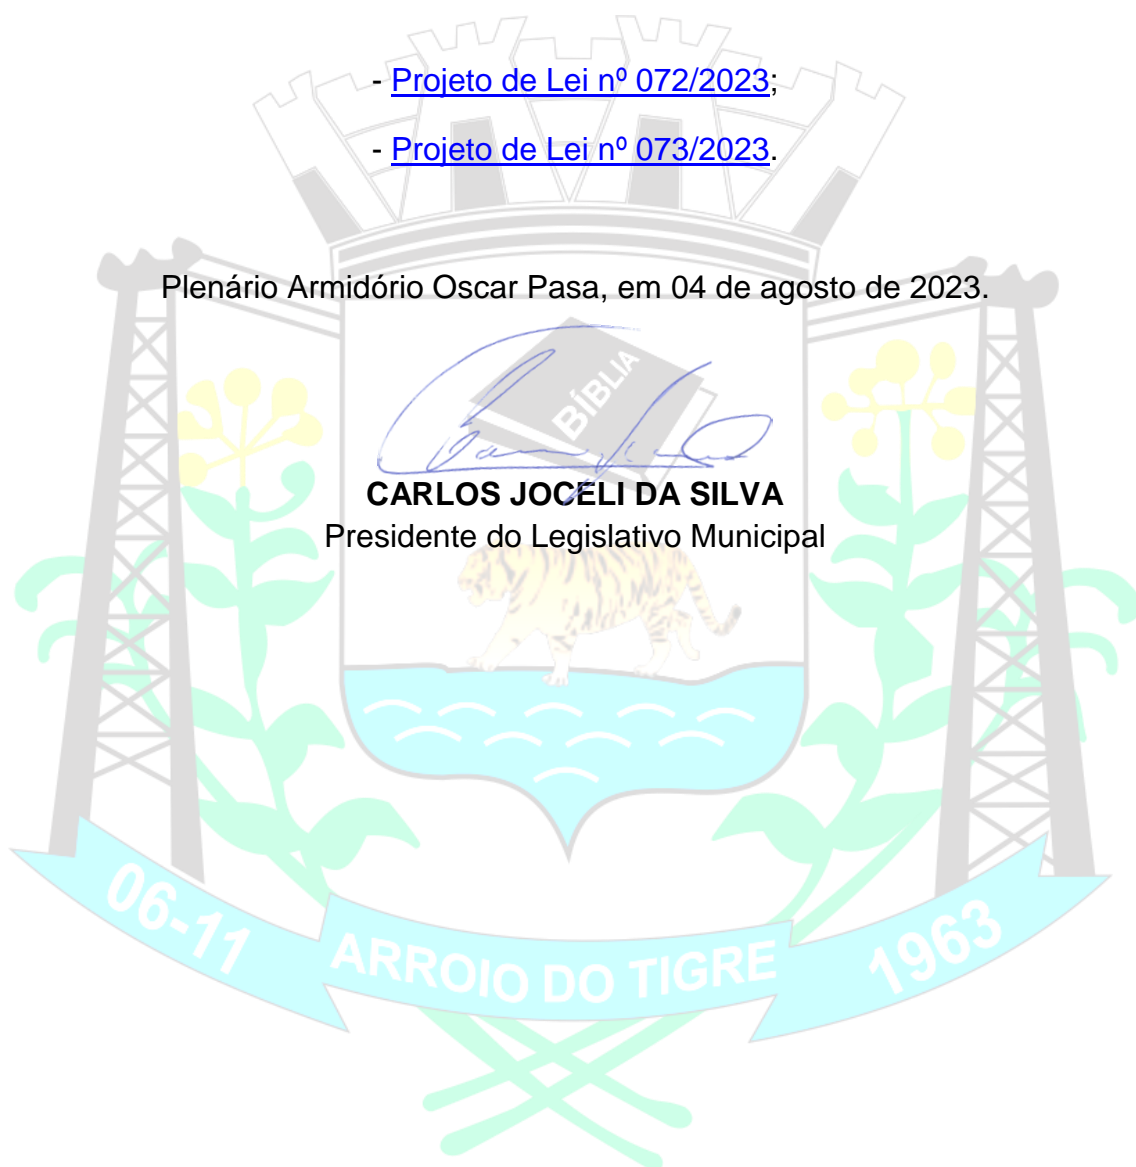 - Projeto de Lei nº 072/2023;
- Projeto de Lei nº 073/2023.
Plenário Armidório Oscar Pasa, em 04 de agosto de 2023.
BÍBLIA
CARLOS JOCELI DA SILVA
Presidente do Legislativo Municipal
06-11
ARROIO DO TIGRE
1963